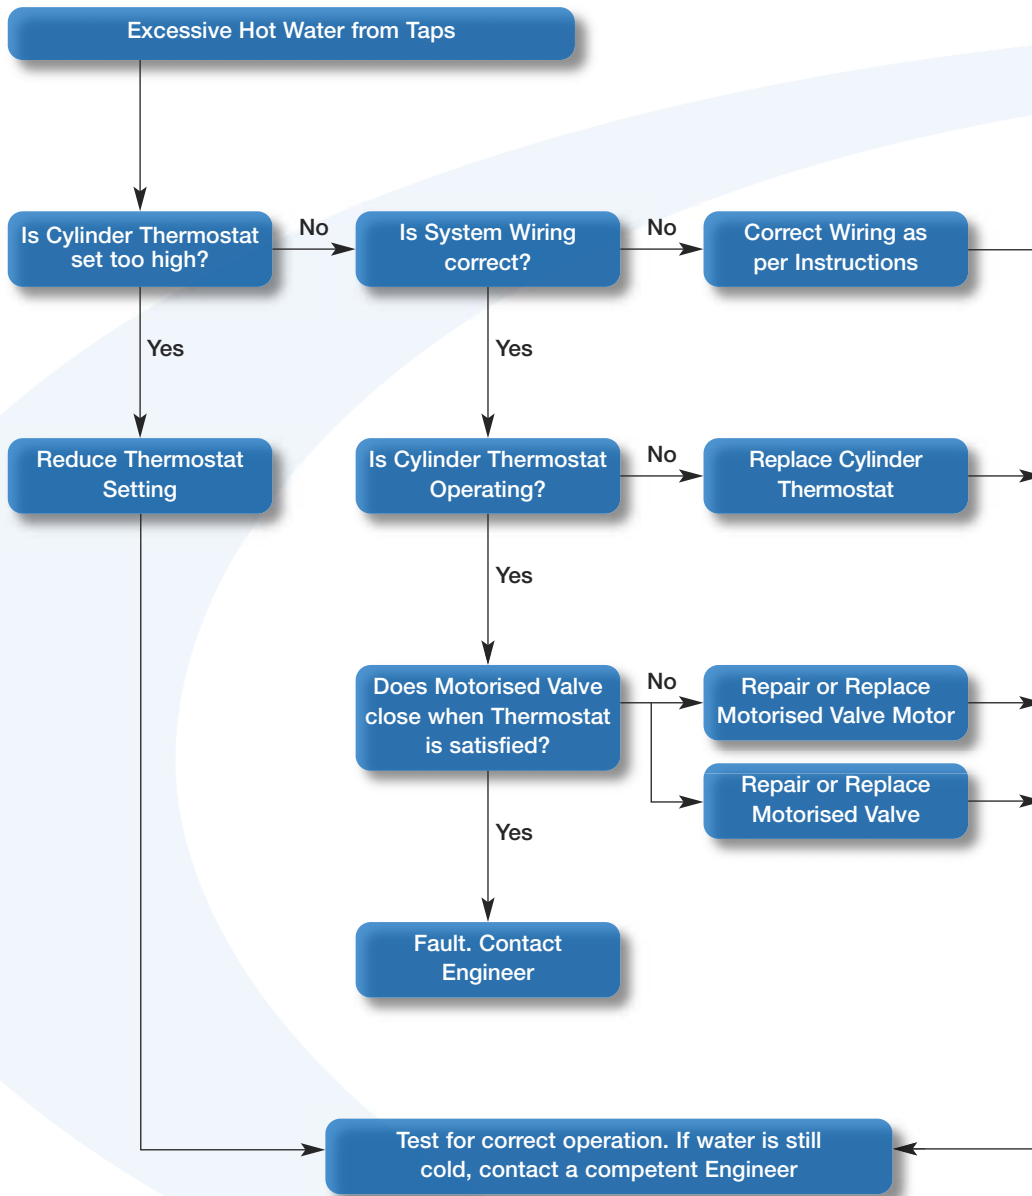 Excessive Hot Water from Taps
Is Cylinder Thermostat
set too high?
No
Is System Wiring
correct?
No
Correct Wiring as
per Instructions
Yes
Yes
Reduce Thermostat
Setting
Is Cylinder Thermostat
Operating?
No
Replace Cylinder
Thermostat
Yes
Does Motorised Valve
close when Thermostat
is satisfied?
No
Repair or Replace
Motorised Valve Motor
Repair or Replace
Motorised Valve
Yes
Fault. Contact
Engineer
Test for correct operation. If water is still
cold, contact a competent Engineer